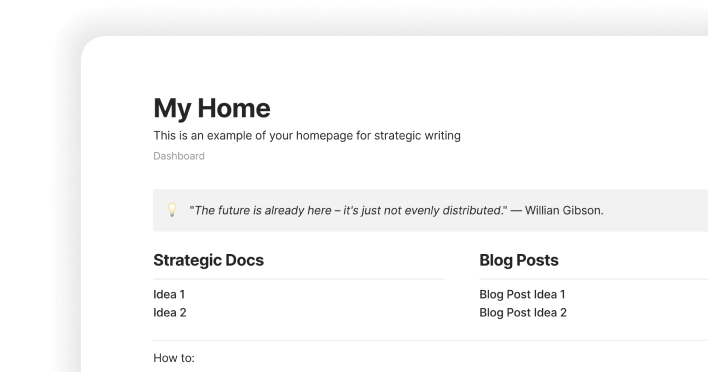 My Home
This is an example of your homepage for strategic writing
Dashboard
"The future is already here – it's just not evenly distributed." — Willian Gibson.
Strategic Docs
Idea 1
Idea 2
Blog Posts
Blog Post Idea 1
Blog Post Idea 2
How to: